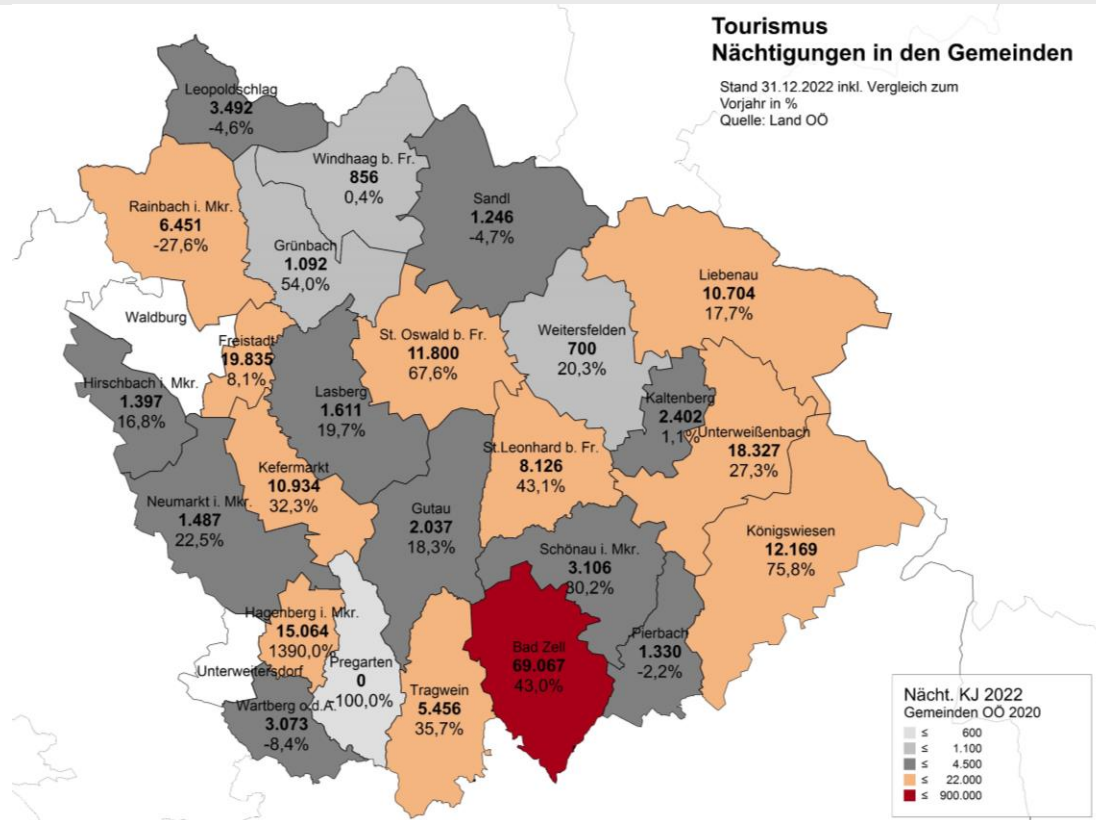 Tourismus
Nächtigungen in den Gemeinden
Stand 31.12.2022 inkl. Vergleich zum
Vorjahr in %
Quelle: Land OÖ
Leopoldschlag
3.492
-4,6%
Windhaag b. Fr.
856
0,4%
Sandl
1.246
-4,7%
Rainbach i. Mkr.
6.451
-27,6%
Grünbach
1.092
54,0%
Liebenau
10.704
17,7%
Waldburg
Freistadt
19.835
8,1%
St. Oswald b. Fr.
11.800
67,6%
Weitersfelden
700
20,3%
Hirschbach i. Mkr.
1.397
16,8%
Lasberg
1.611
19,7%
Kaltenberg
2.402
1,1%
Unterweißenbach
18.327
27,3%
St.Leonhard b. Fr.
8.126
43,1%
Kefermarkt
10.934
32,3%
Neumarkt i. Mkr.
1.487
22,5%
Gutau
2.037
18,3%
Königswiesen
12.169
75,8%
Schönau i. Mkr.
3.106
30,2%
Hagenberg i. Mkr.
15.064
1390,0%
Pierbach
1.330
-2,2%
Bad Zell
69.067
43,0%
Unterweitersdorf
Pregarten
0
-100,0%
Tragwein
5.456
35,7%
Wartberg o.d.A.
3.073
-8,4%
Nächt. KJ 2022
Gemeinden OÖ 2020
≤ 600
≤ 1.100
≤ 4.500
≤ 22.000
≤ 900.000